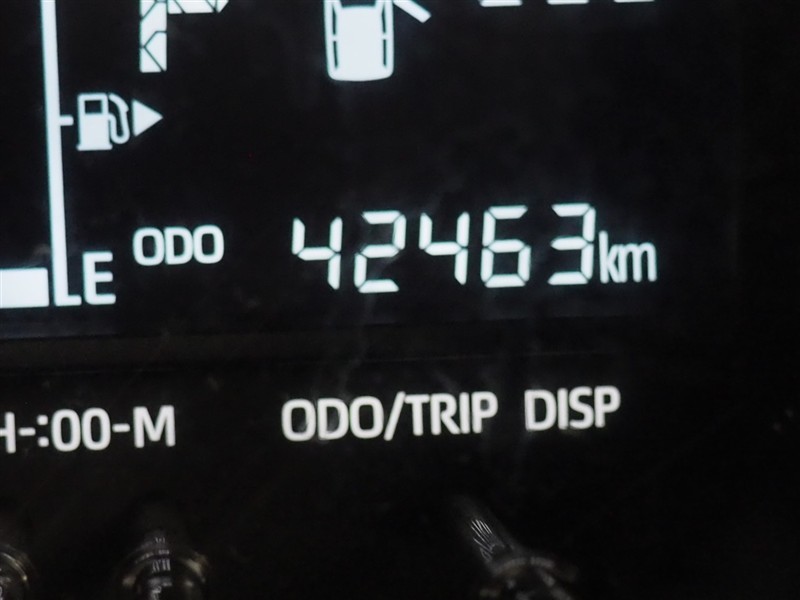 ODO 42463km
E
H-:00-M ODO/TRIP DISP